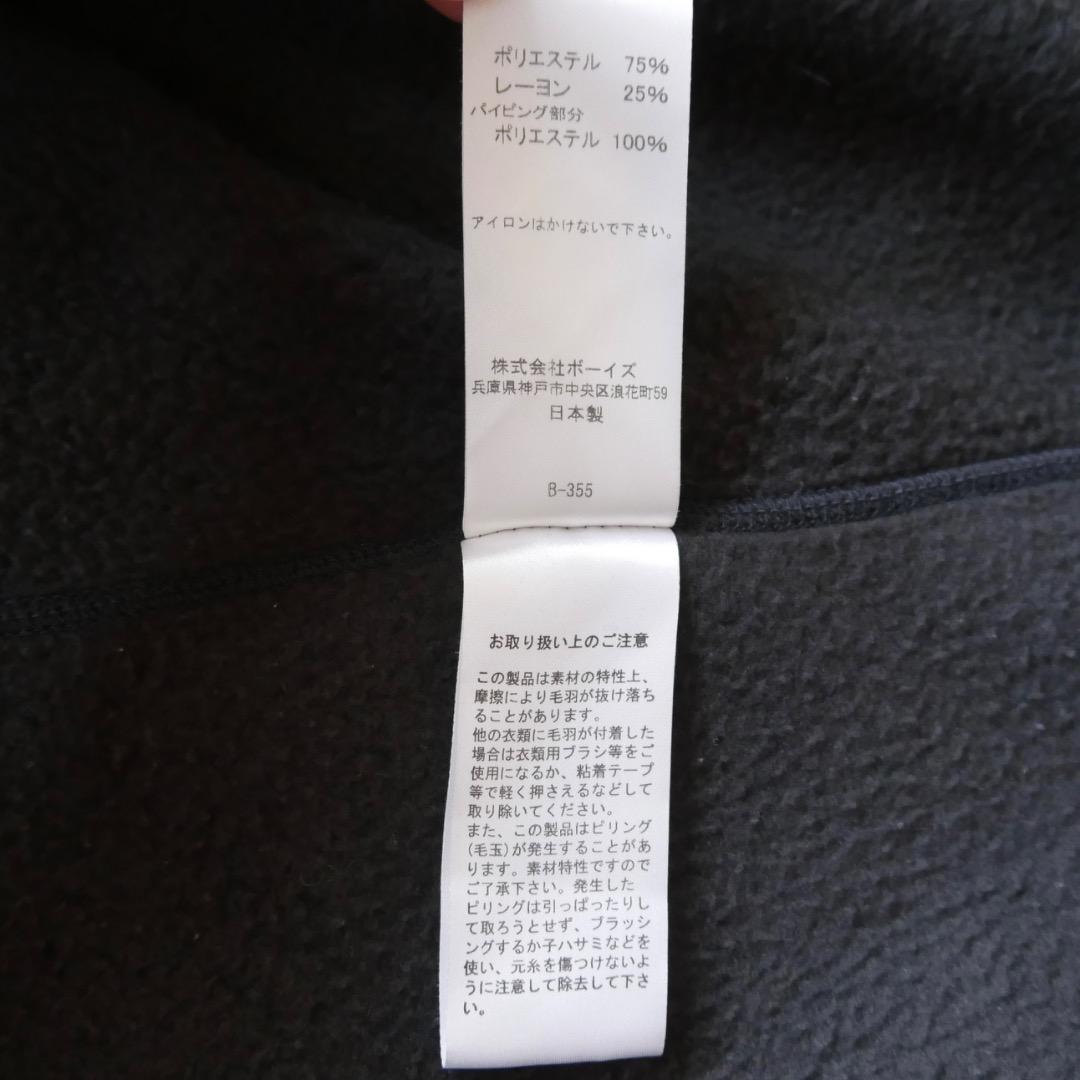 ポリエステル 75%
レーヨン 25%
パイピング部分
ポリエステル 100%
アイロンはかけないで下さい。
株式会社ボーイズ
兵庫県神戸市中央区浪花町59
日本製
B-355
お取り扱い上のご注意
この製品は素材の特性上、
摩擦により毛羽が抜け落ち
ることがあります。
他の衣類に毛羽が付着した
場合は衣類用ブラシ等をご
使用になるか、粘着テープ
等で軽く押さえるなどして
取り除いてください。
また、この製品はピリング
(毛玉)が発生することがあ
ります。素材特性ですので
ご了承下さい。発生した
ピリングは引っぱったりし
て取ろうとせず、ブラッシ
ングするか子ハサミなどを
使い、元糸を傷つけないよ
うに注意して除去して下さ
い。